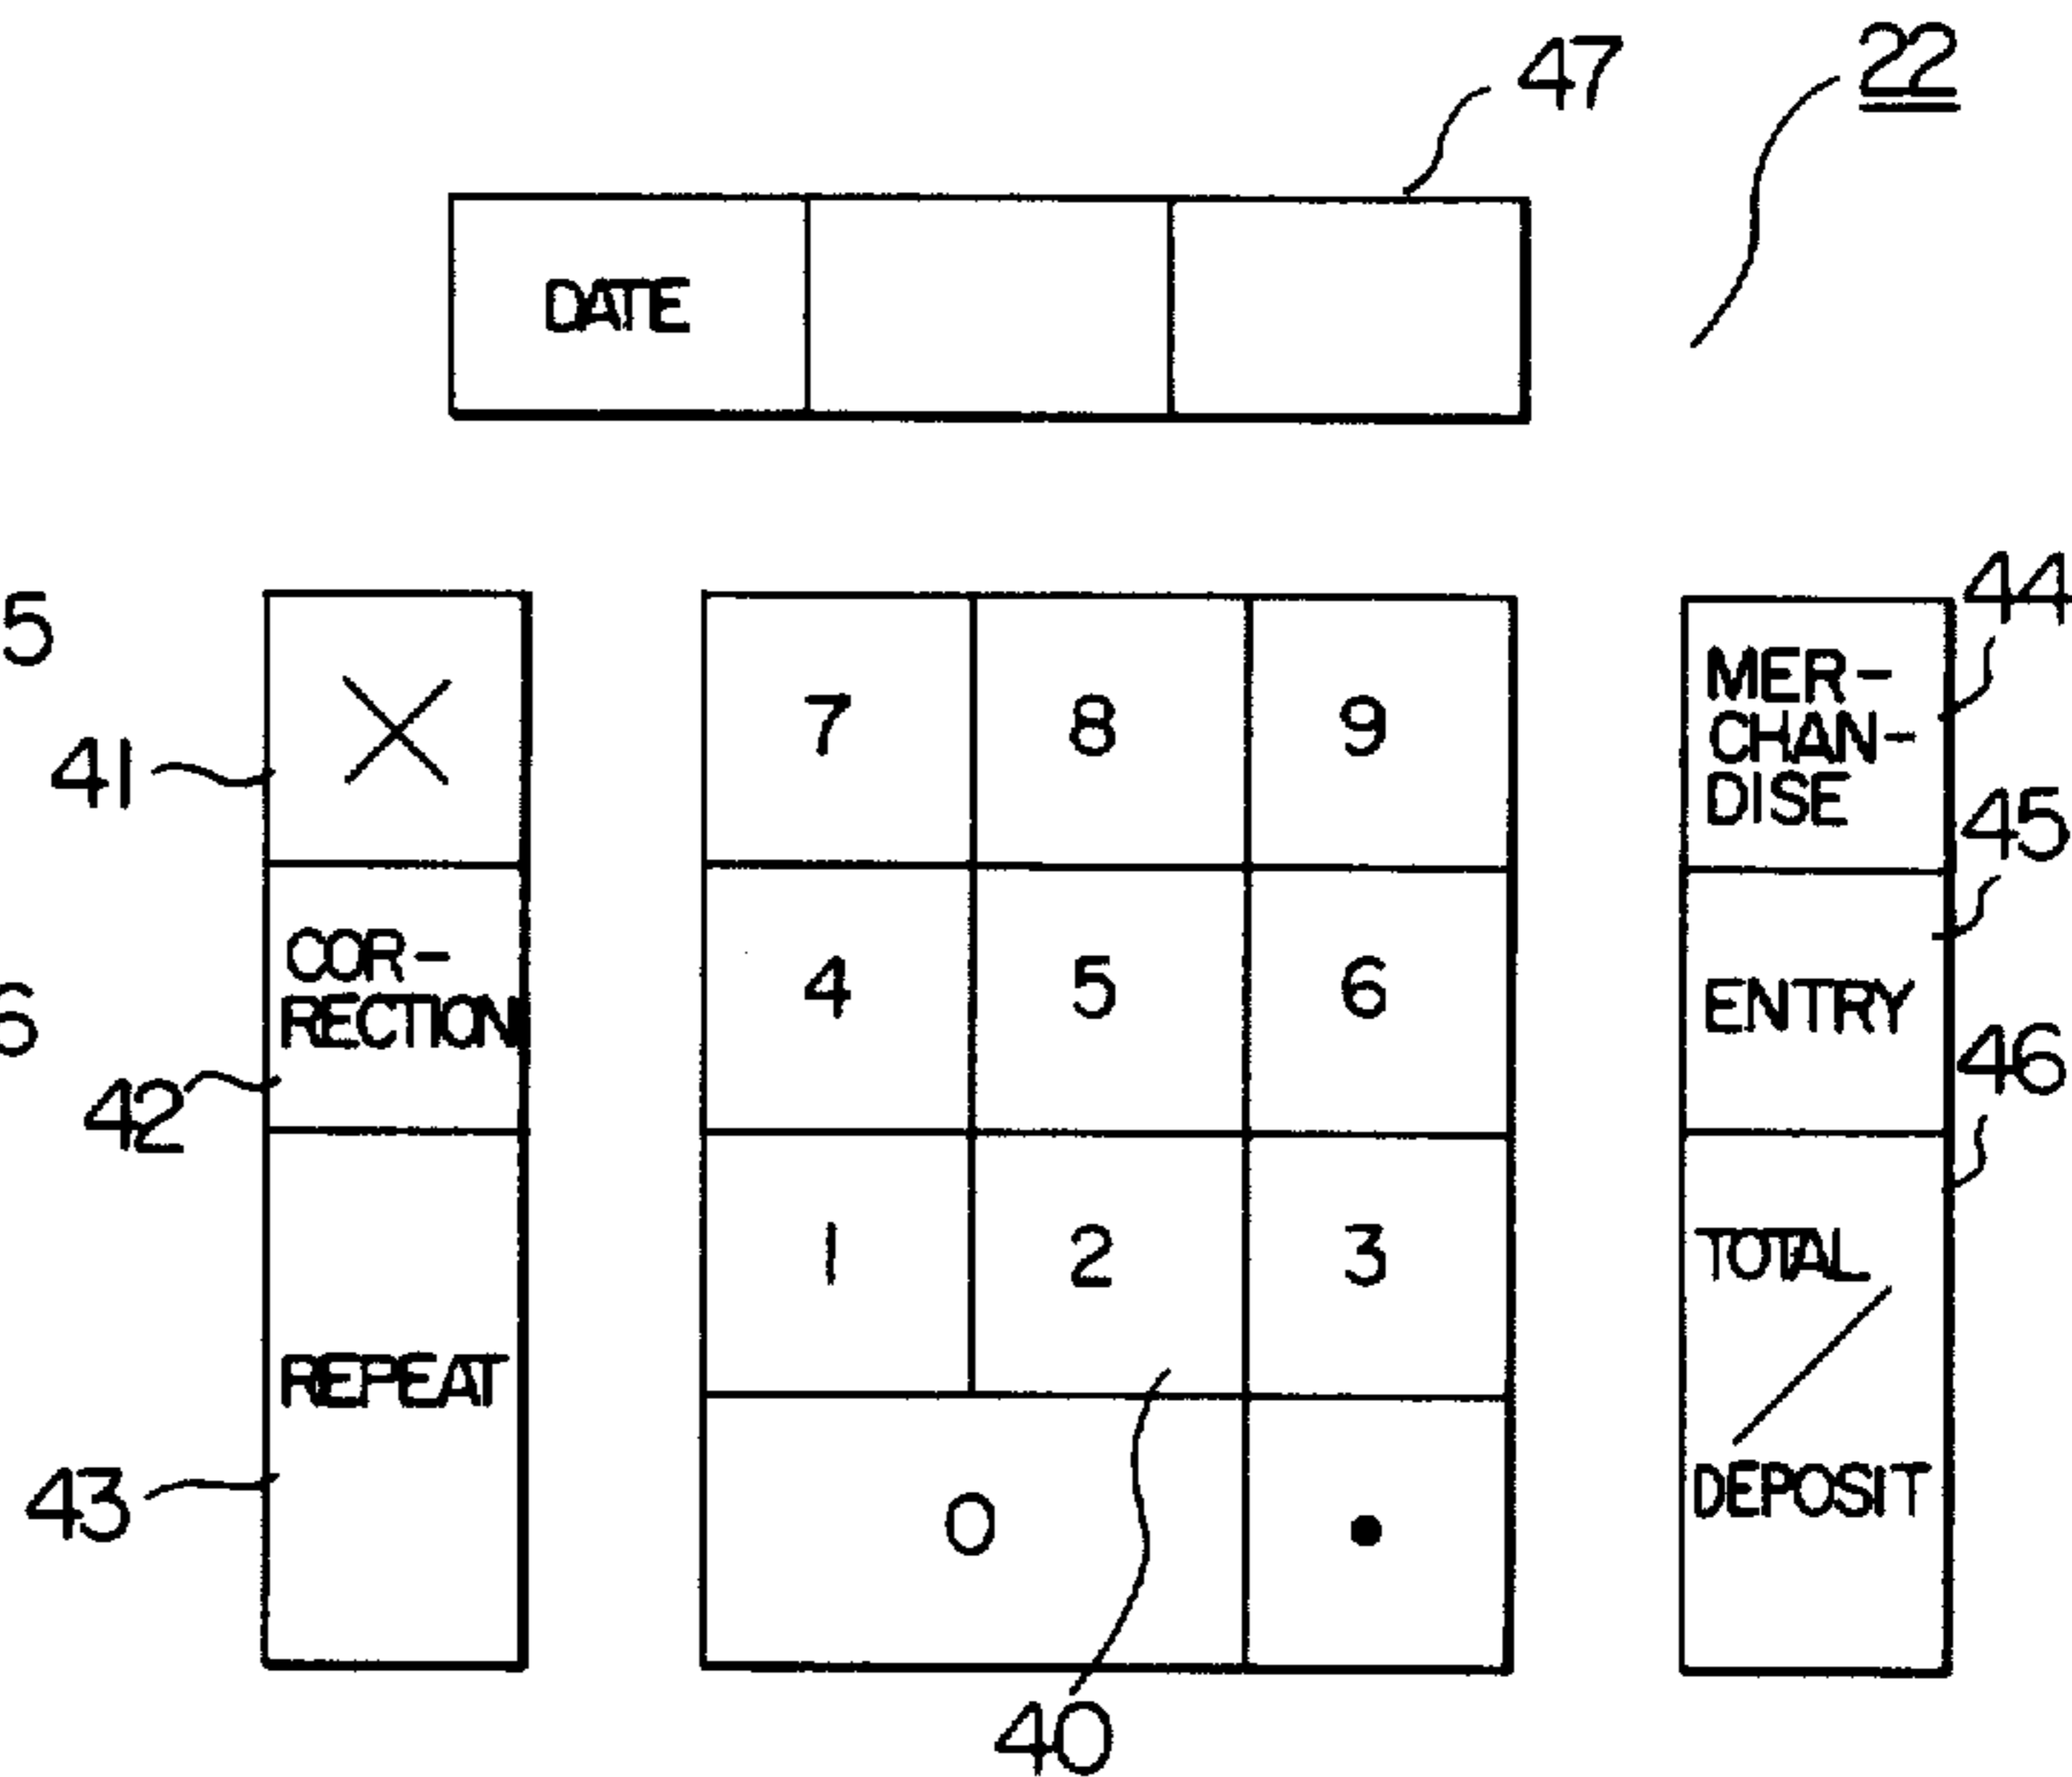 47
22
DATE
5
41
X
7 8 9
MER-
CHAN-
DISE
44
6
42
COR-
RECTION
4 5 6
ENTRY
45
43
REPEAT
1 2 3
0 •
TOTAL
/
DEPOSIT
46
40